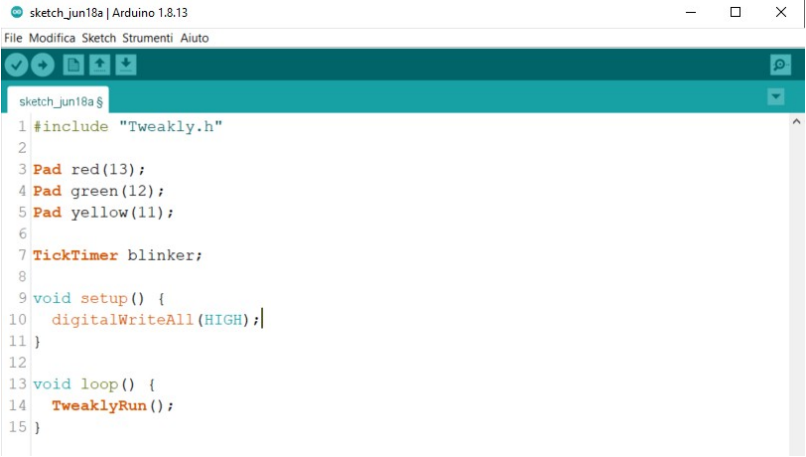 sketch_jun18a | Arduino 1.8.13
File Modifica Sketch Strumenti Aiuto
sketch_jun18a §
1 #include "Tweakly.h"
2
3 Pad red(13);
4 Pad green(12);
5 Pad yellow(11);
6
7 TickTimer blinker;
8
9 void setup() {
10   digitalWriteAll(HIGH);
11 }
12
13 void loop() {
14   TweaklyRun();
15 }